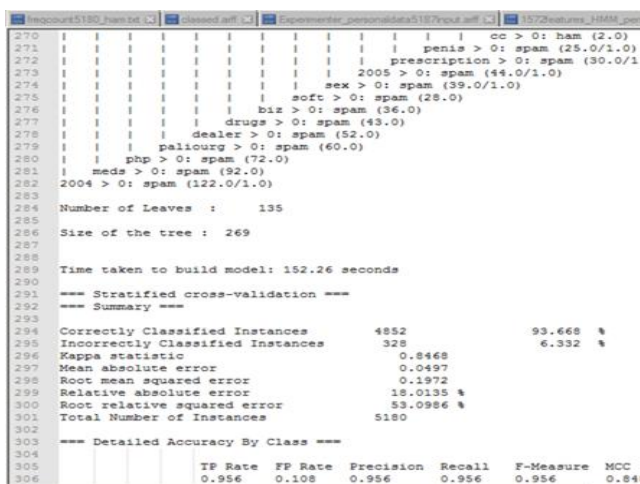 freqcount5180_ham.txt classed.arff Experimenter_personaldata5187Input.arff 1572features_HMM_per
270 | | | | | | | | | | | cc > 0: ham (2.0)
271 | | | | | | | | | | penis > 0: spam (25.0/1.0)
272 | | | | | | | | | prescription > 0: spam (30.0/1
273 | | | | | | | | 2005 > 0: spam (44.0/1.0)
274 | | | | | | | sex > 0: spam (39.0/1.0)
275 | | | | | | soft > 0: spam (28.0)
276 | | | | | biz > 0: spam (36.0)
277 | | | | drugs > 0: spam (43.0)
278 | | | | dealer > 0: spam (52.0)
279 | | | paliourg > 0: spam (60.0)
280 | | php > 0: spam (72.0)
281 | meds > 0: spam (92.0)
282 2004 > 0: spam (122.0/1.0)
283
284 Number of Leaves : 135
285
286 Size of the tree : 269
287
288
289 Time taken to build model: 152.26 seconds
290
291 === Stratified cross-validation ===
292 === Summary ===
293
294 Correctly Classified Instances 4852 93.668 %
295 Incorrectly Classified Instances 328 6.332 %
296 Kappa statistic 0.8468
297 Mean absolute error 0.0497
298 Root mean squared error 0.1972
299 Relative absolute error 18.0135 %
300 Root relative squared error 53.0986 %
301 Total Number of Instances 5180
302
303 === Detailed Accuracy By Class ===
304
305 TP Rate FP Rate Precision Recall F-Measure MCC
306 0.956 0.108 0.956 0.956 0.956 0.84